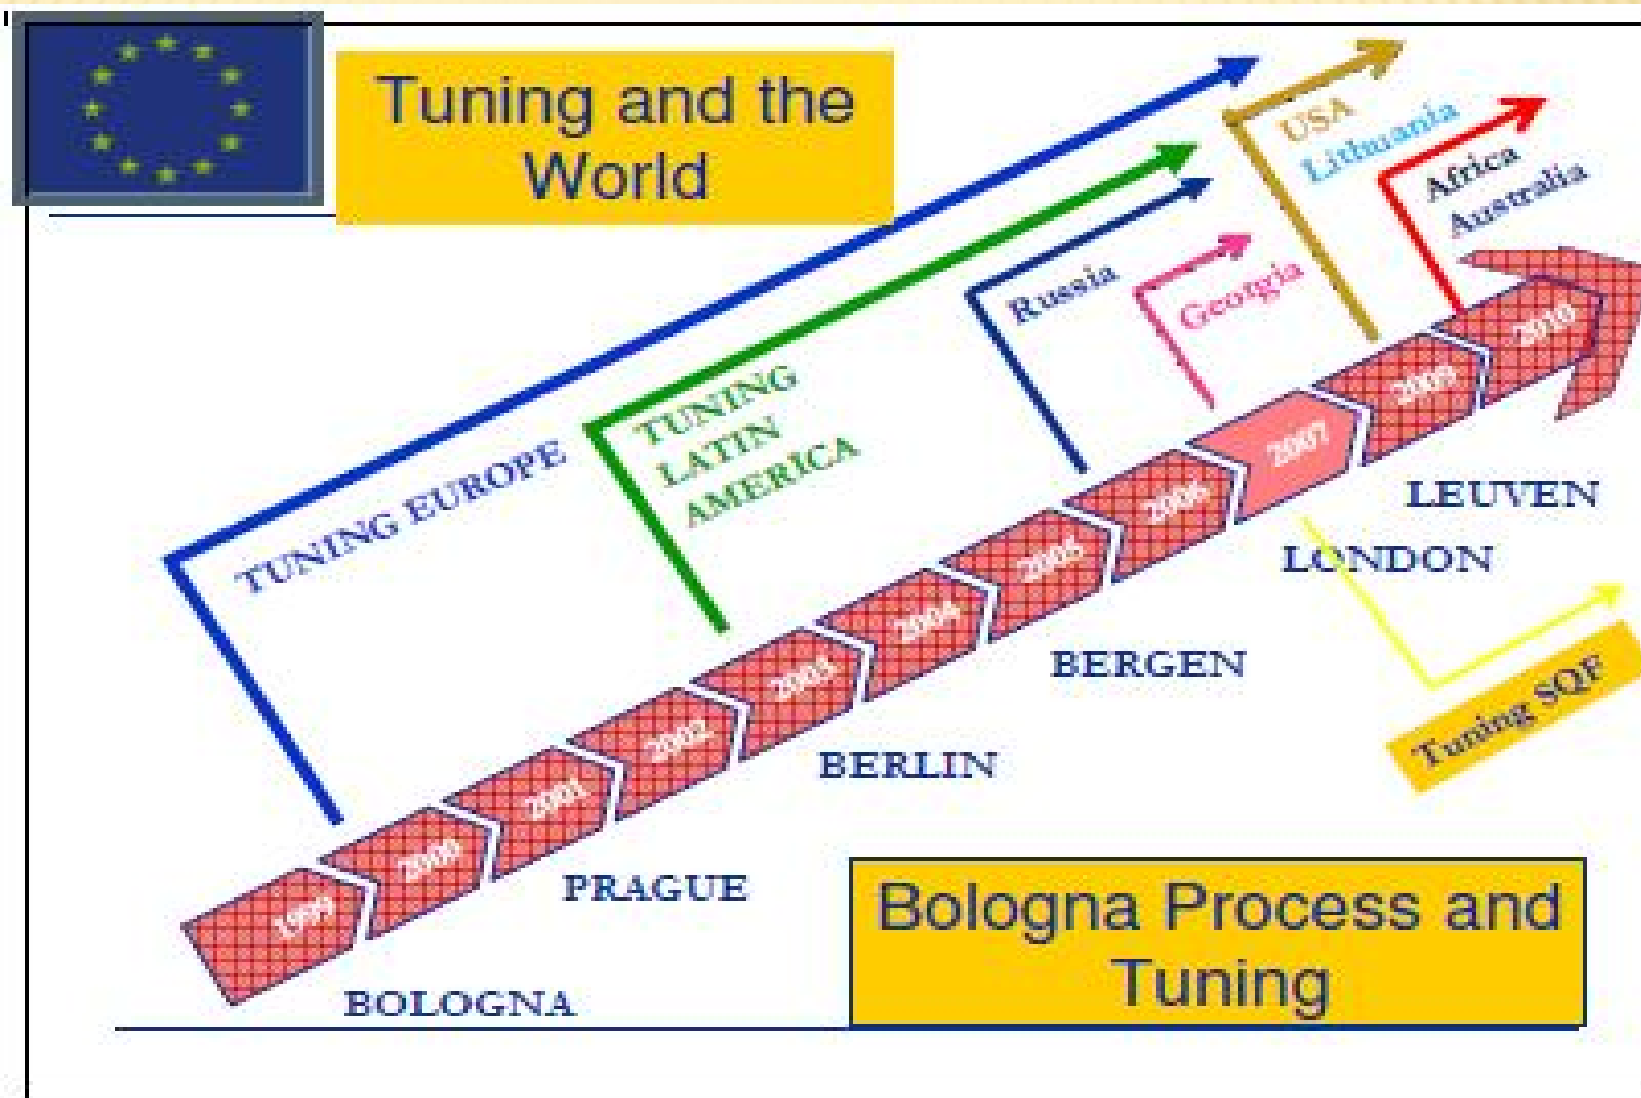 Tuning and the
World
USA
Lithuania
Africa
Australia
Russia
Georgia
TUNING
LATIN
AMERICA
TUNING EUROPE
2010
2009
2007
2006
2005
2004
2003
2002
2001
2000
1999
LEUVEN
LONDON
BERGEN
BERLIN
PRAGUE
BOLOGNA
Tuning SQF
Bologna Process and
Tuning